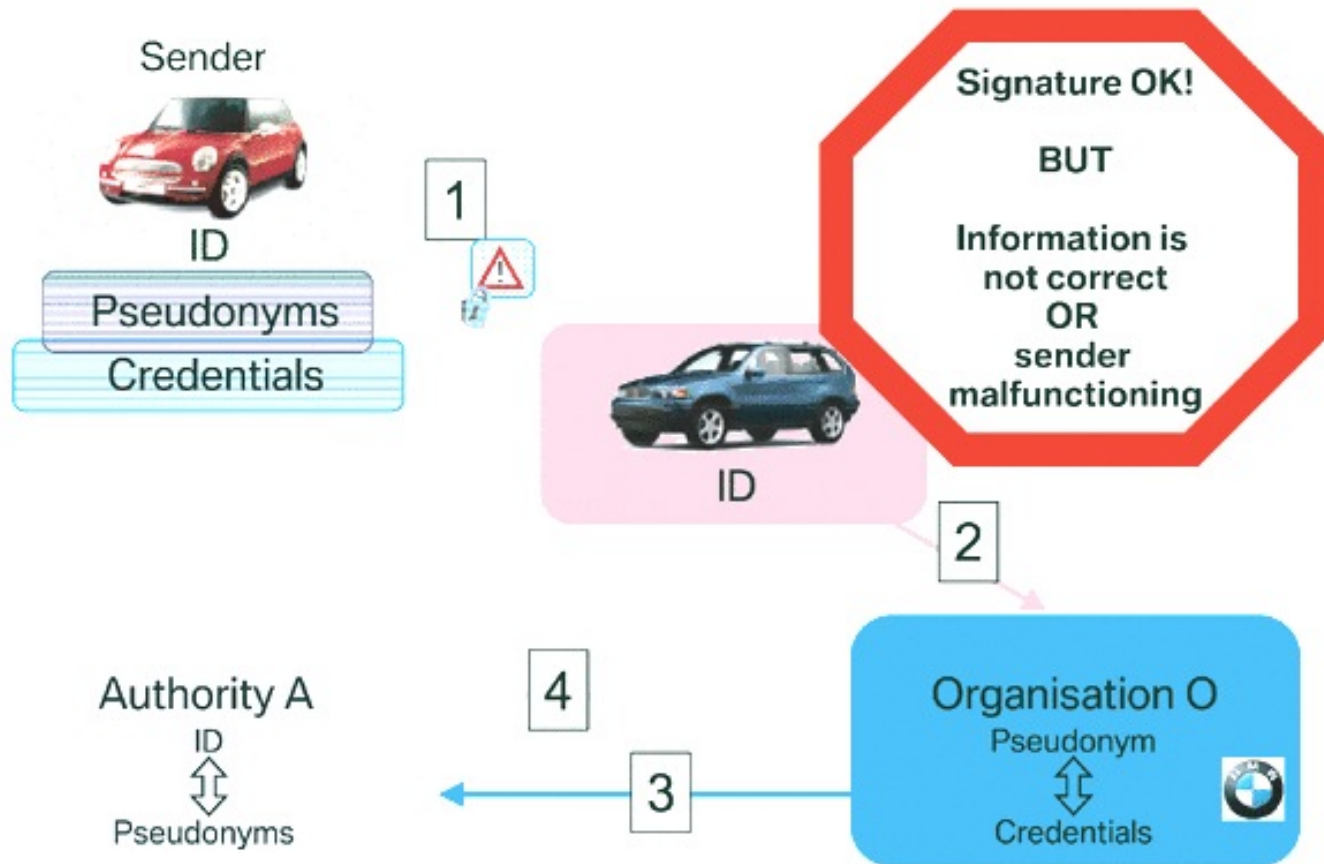 Sender
ID
Pseudonyms
Credentials
1
Signature OK!
BUT
Information is
not correct
OR
sender
malfunctioning
ID
2
Authority A
ID
Pseudonyms
4
3
Organisation O
Pseudonym
Credentials
BMW